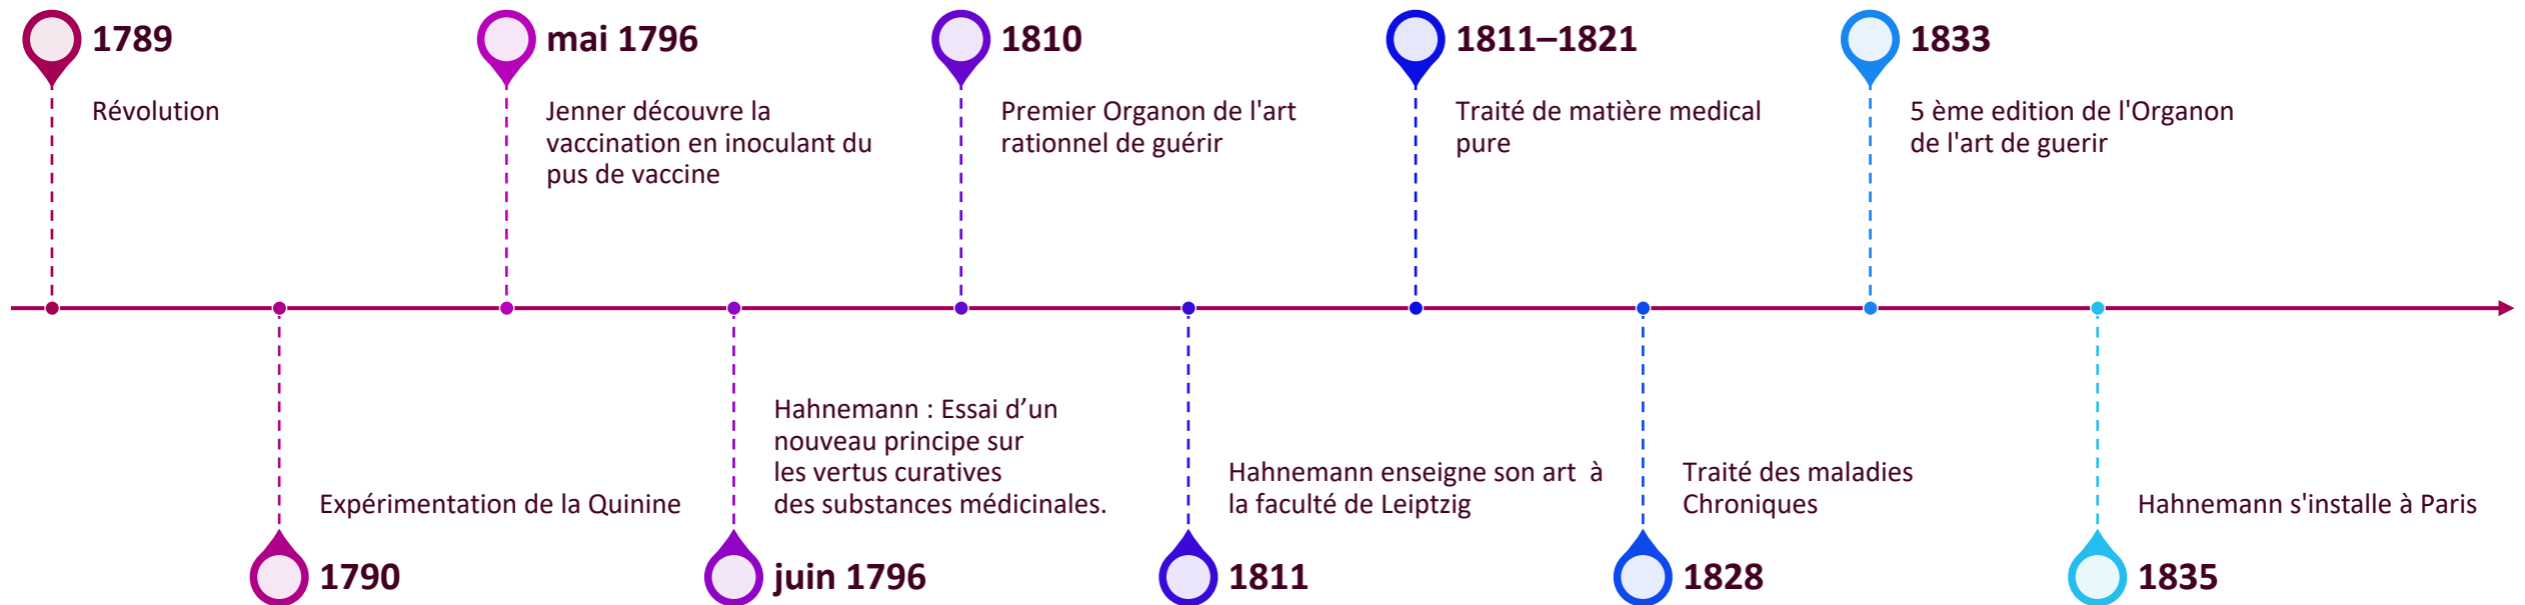 1789
Révolution
1790
Expérimentation de la Quinine
mai 1796
Jenner découvre la
vaccination en inoculant du
pus de vaccine
juin 1796
Hahnemann : Essai d’un
nouveau principe sur
les vertus curatives
des substances médicinales.
1810
Premier Organon de l'art
rationnel de guérir
1811
Hahnemann enseigne son art  à
la faculté de Leiptzig
1811–1821
Traité de matière medical
pure
1828
Traité des maladies
Chroniques
1833
5 ème edition de l'Organon
de l'art de guerir
1835
Hahnemann s'installe à Paris